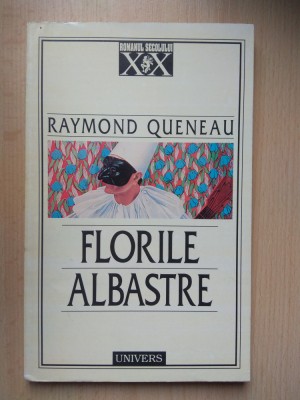 ROMANUL SECOLULUI
XX
RAYMOND QUENEAU
FLORILE
ALBASTRE
UNIVERS